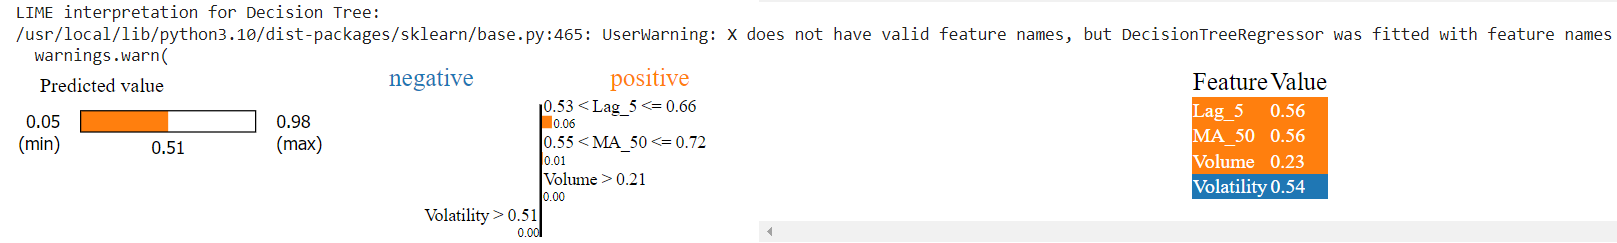 LIME interpretation for Decision Tree:
/usr/local/lib/python3.10/dist-packages/sklearn/base.py:465: UserWarning: X does not have valid feature names, but DecisionTreeRegressor was fitted with feature names
warnings.warn(
Predicted value
0.05
(min)
0.51
0.98
(max)
negative
positive
0.53 < Lag_5 <= 0.66
0.06
0.55 < MA_50 <= 0.72
0.01
Volume > 0.21
0.00
Volatility > 0.51
0.00
Feature Value
Lag_5 0.56
MA_50 0.56
Volume 0.23
Volatility 0.54